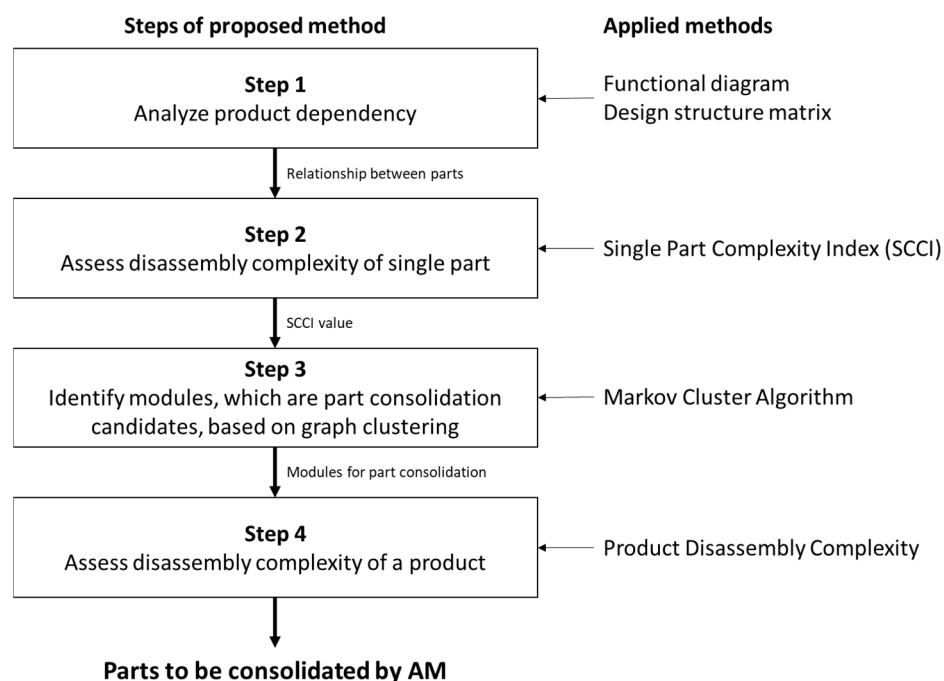 Steps of proposed method
Applied methods
Step 1
Analyze product dependency
Functional diagram
Design structure matrix
Relationship between parts
Step 2
Assess disassembly complexity of single part
Single Part Complexity Index (SCCI)
SCCI value
Step 3
Identify modules, which are part consolidation
candidates, based on graph clustering
Markov Cluster Algorithm
Modules for part consolidation
Step 4
Assess disassembly complexity of a product
Product Disassembly Complexity
Parts to be consolidated by AM